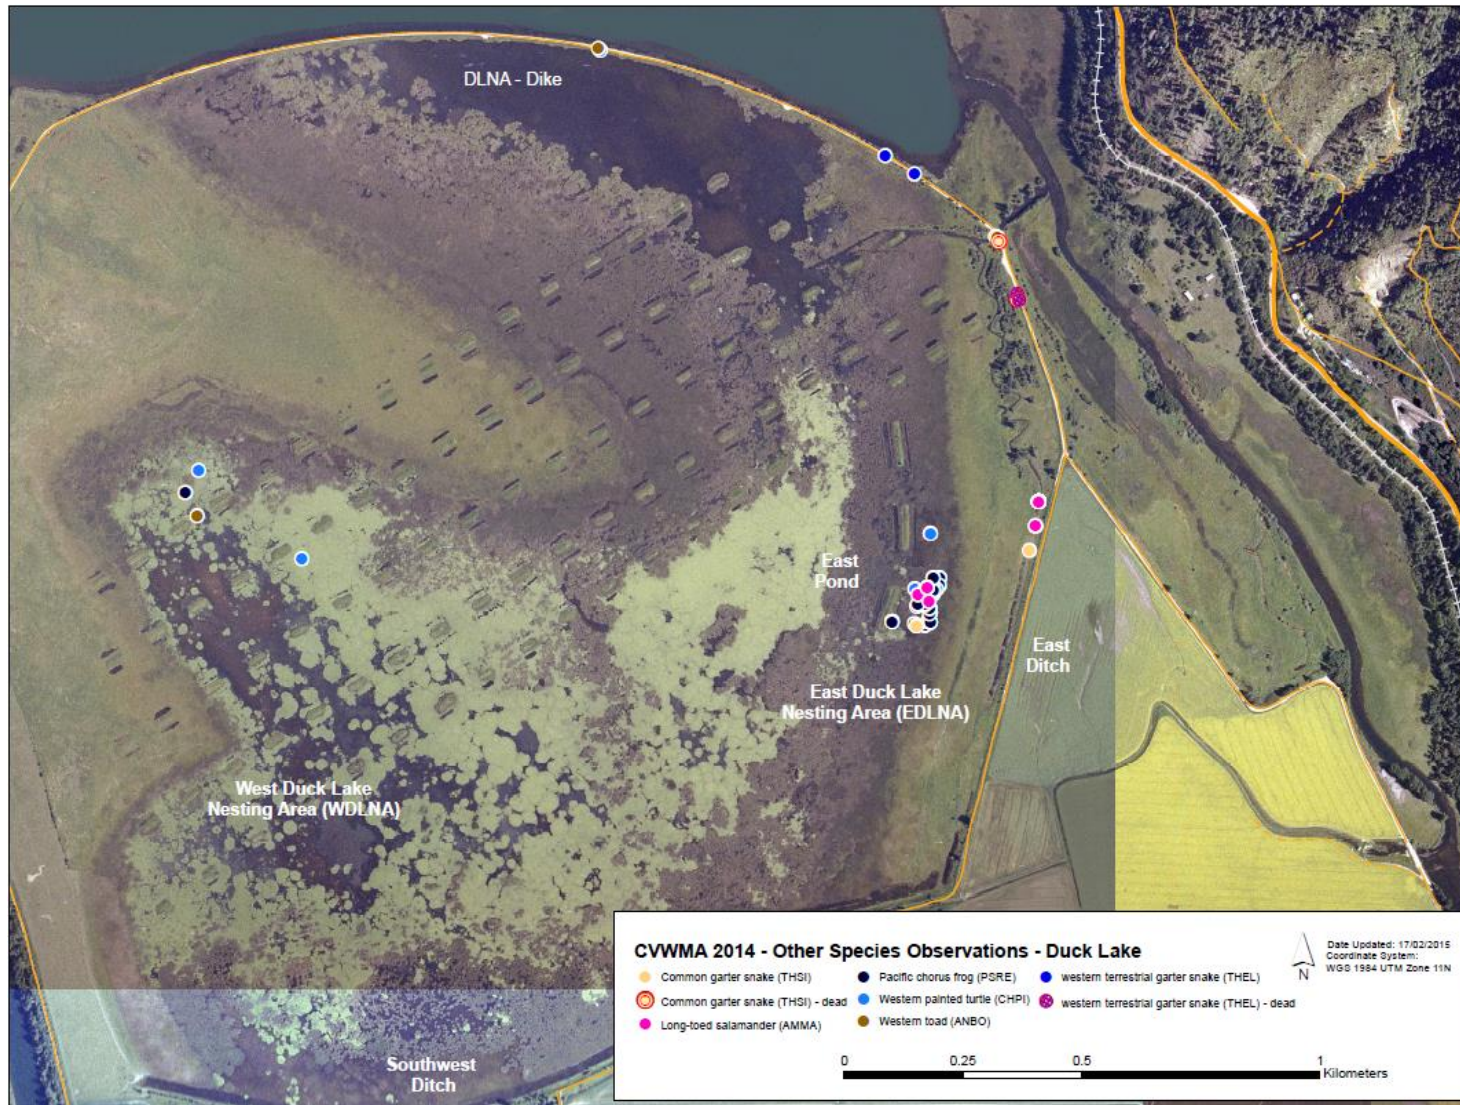 DLNA - Dike
East
Pond
East
Ditch
East Duck Lake
Nesting Area (EDLNA)
West Duck Lake
Nesting Area (WDLNA)
Southwest
Ditch
CVWMA 2014 - Other Species Observations - Duck Lake
Common garter snake (THSI)
Common garter snake (THSI) - dead
Long-toed salamander (AMMA)
Pacific chorus frog (PSRE)
Western painted turtle (CHPI)
Western toad (ANBO)
western terrestrial garter snake (THEL)
western terrestrial garter snake (THEL) - dead
N
Date Updated: 17/02/2015
Coordinate System:
WGS 1984 UTM Zone 11N
0 0.25 0.5 1
Kilometers